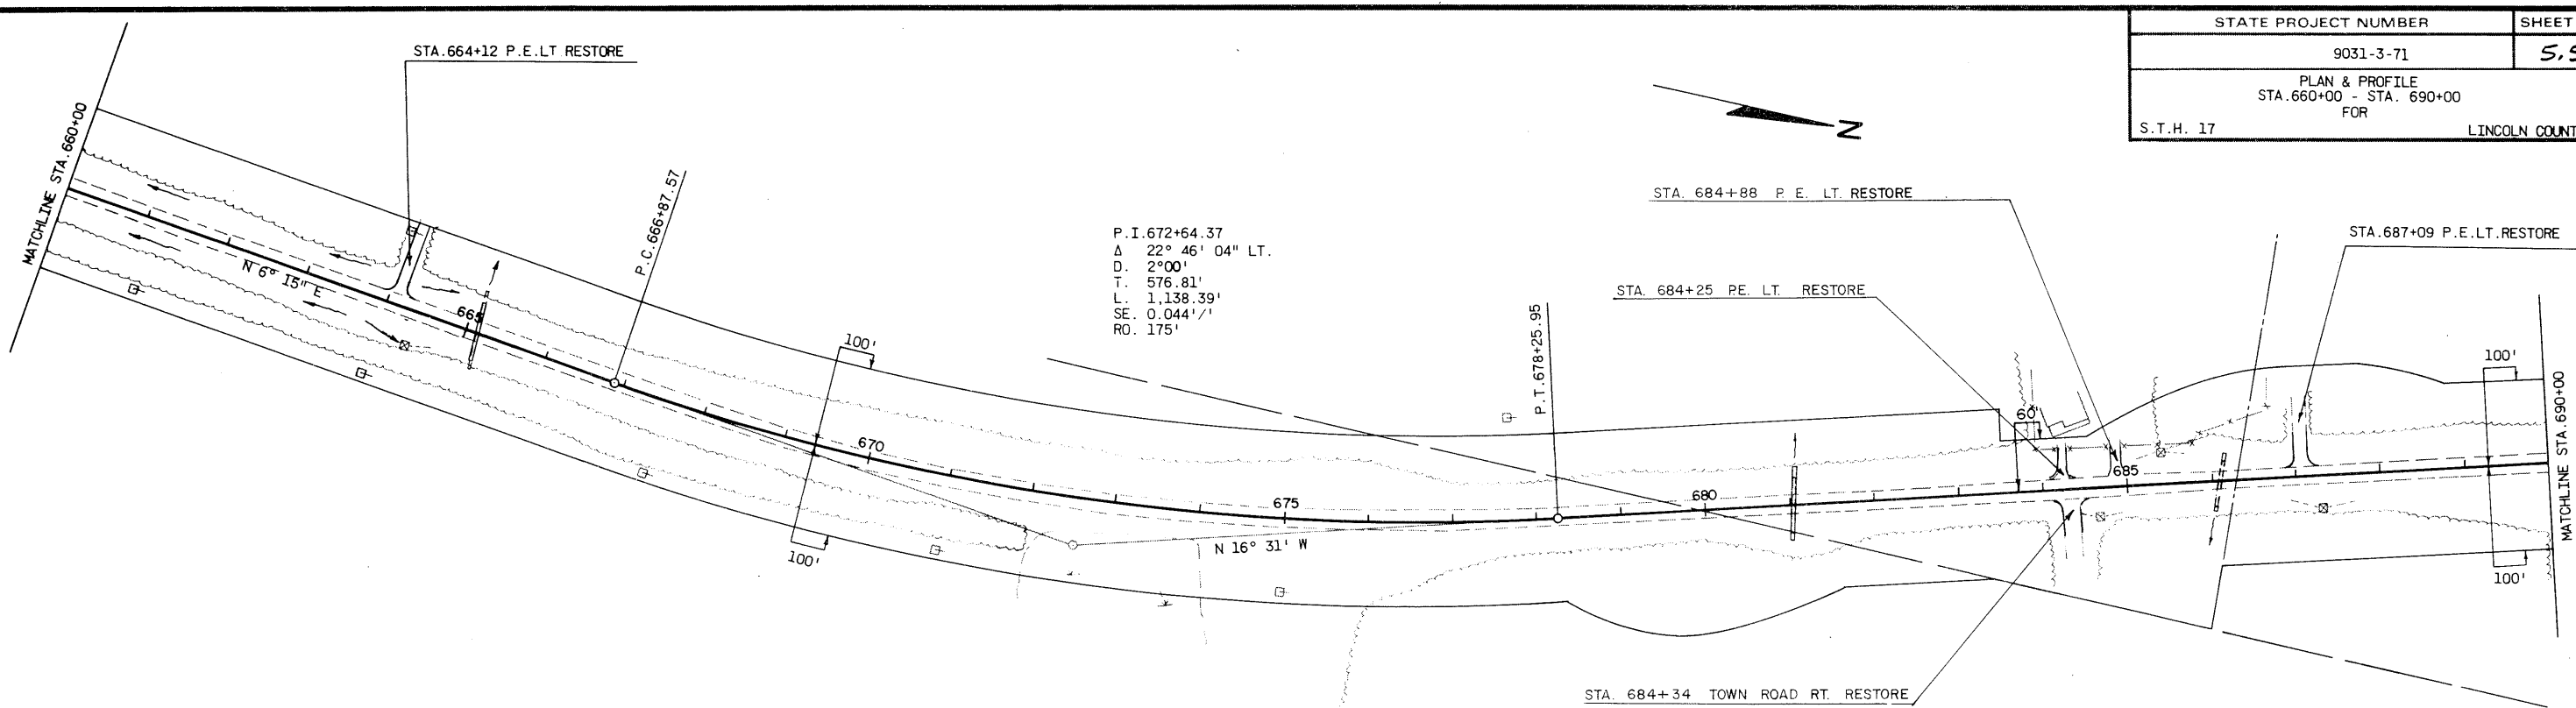 STATE PROJECT NUMBER
SHEET
9031-3-71
PLAN & PROFILE
STA.660+00 - STA. 690+00
FOR
S.T.H. 17
LINCOLN COUNT
STA.664+12 P.E.LT RESTORE
MATCHLINE STA.660+00
N 6° 15" E
665
P.C.666+87.57
N
P.I.672+64.37
Δ 22° 46' 04" LT.
D. 2°00'
T. 576.81'
L. 1,138.39'
SE. 0.044'/'
RO. 175'
100'
100'
670
675
N 16° 31' W
P.T.678+25.95
680
STA. 684+88 P.E. LT. RESTORE
STA. 684+25 P.E. LT. RESTORE
60'
685
STA.687+09 P.E.LT.RESTORE
100'
100'
MATCHLINE STA.690+00
STA. 684+34 TOWN ROAD RT. RESTORE